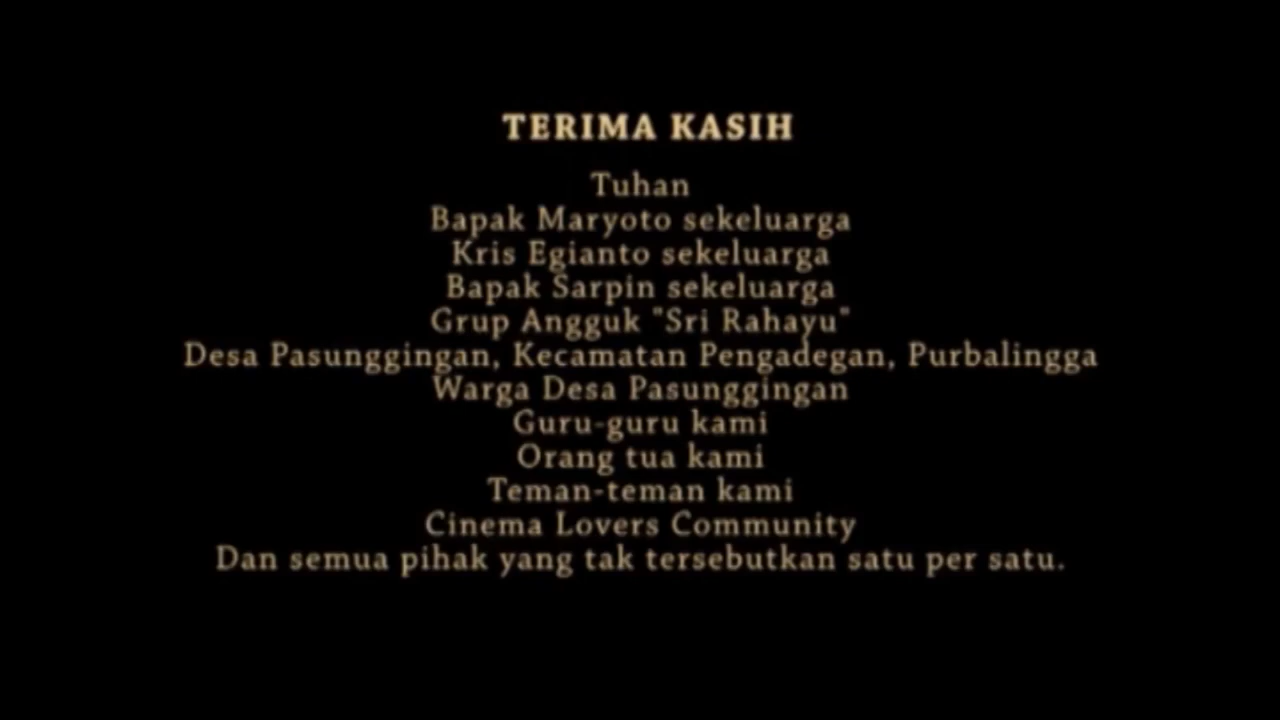 TERIMA KASIH
Tuhan
Bapak Maryoto sekeluarga
Kris Egianto sekeluarga
Bapak Sarpin sekeluarga
Grup Angguk "Sri Rahayu"
Desa Pasunggingan, Kecamatan Pengadegan, Purbalingga
Warga Desa Pasunggingan
Guru-guru kami
Orang tua kami
Teman-teman kami
Cinema Lovers Community
Dan semua pihak yang tak tersebutkan satu per satu.